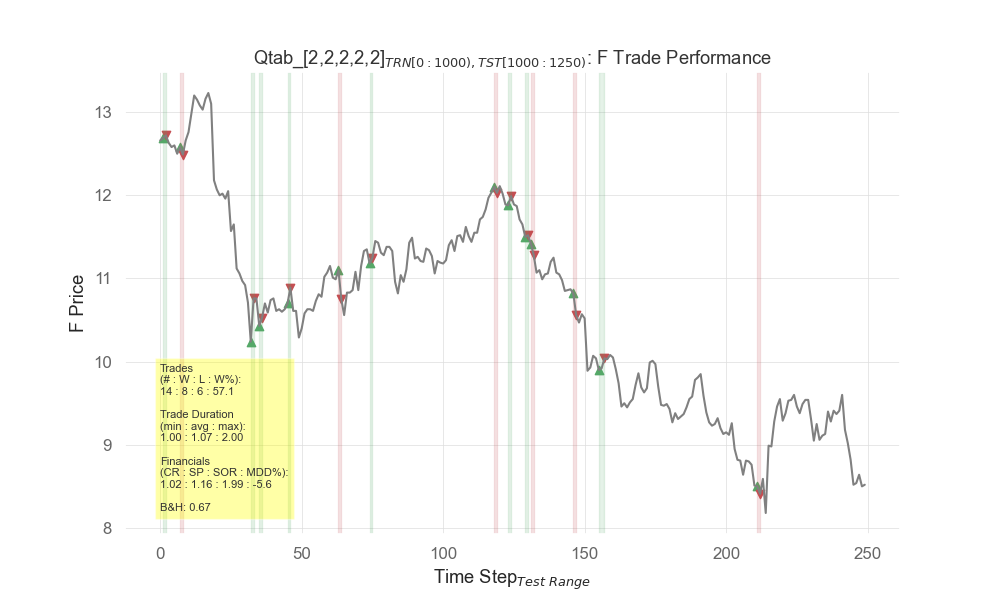 Qtab_[2,2,2,2,2]TRN[0 : 1000), TST[1000 : 1250): F Trade Performance
13
12
11
10
9
8
F Price
Trades
(# : W : L : W%):
14 : 8 : 6 : 57.1
Trade Duration
(min : avg : max):
1.00 : 1.07 : 2.00
Financials
(CR : SP : SOR : MDD%):
1.02 : 1.16 : 1.99 : -5.6
B&H: 0.67
0 50 100 150 200 250
Time StepTest Range